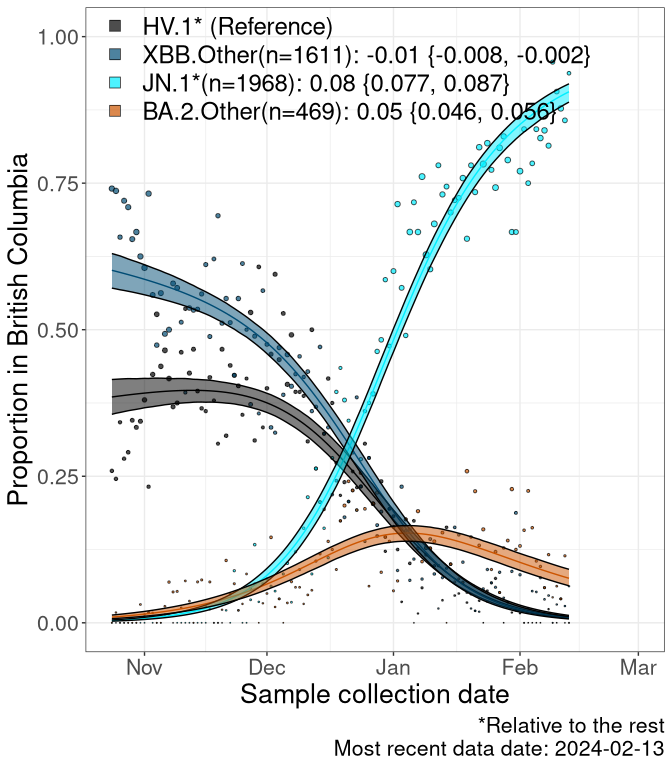 HV.1* (Reference)
XBB.Other(n=1611): -0.01 {-0.008, -0.002}
JN.1*(n=1968): 0.08 {0.077, 0.087}
BA.2.Other(n=469): 0.05 {0.046, 0.056}
Proportion in British Columbia
1.00
0.75
0.50
0.25
0.00
Nov Dec Jan Feb Mar
Sample collection date
*Relative to the rest
Most recent data date: 2024-02-13